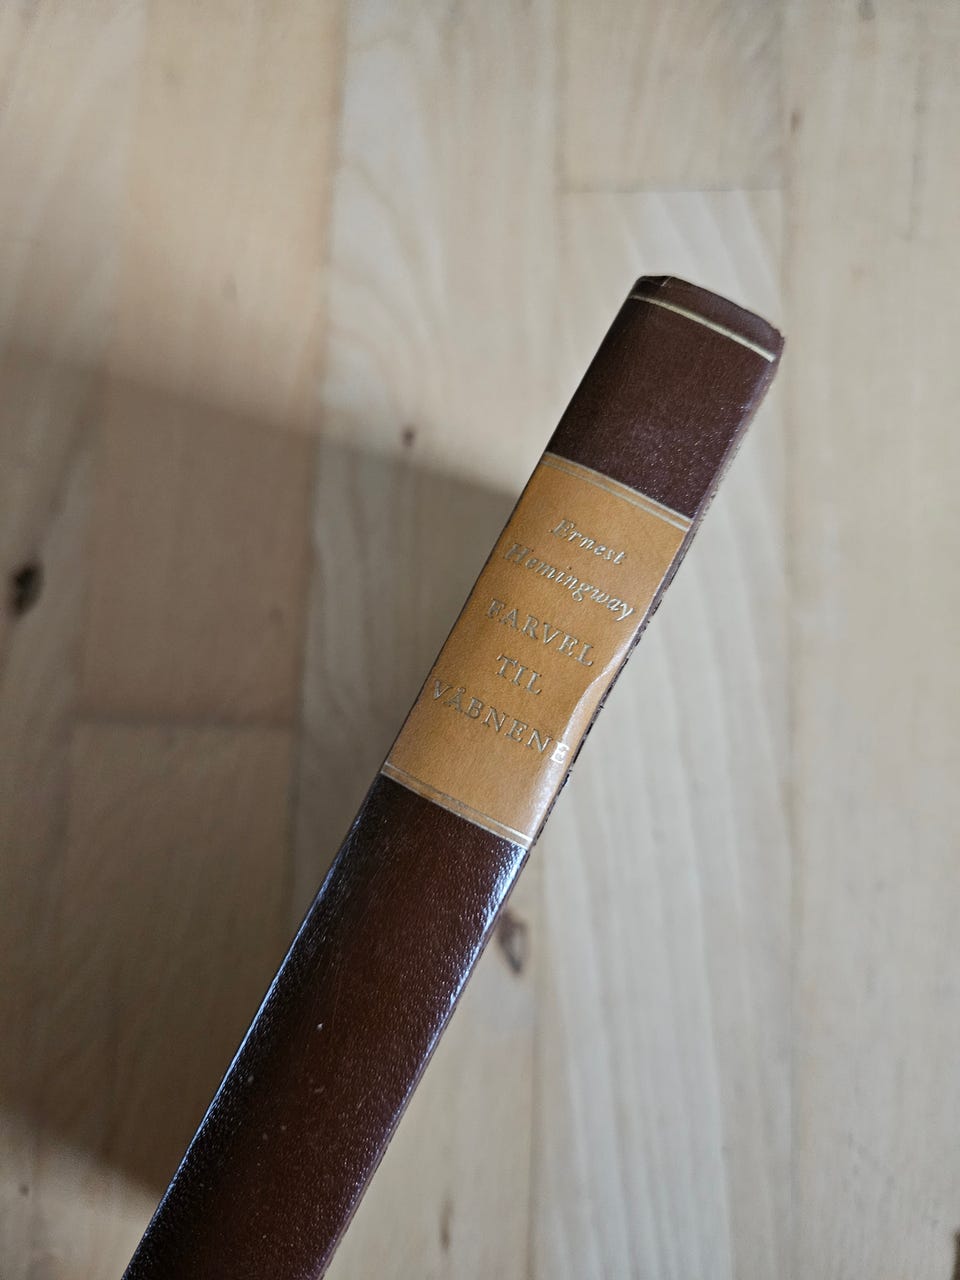 Ernest
Hemingway
FARVEL
TIL
VÅBNENE